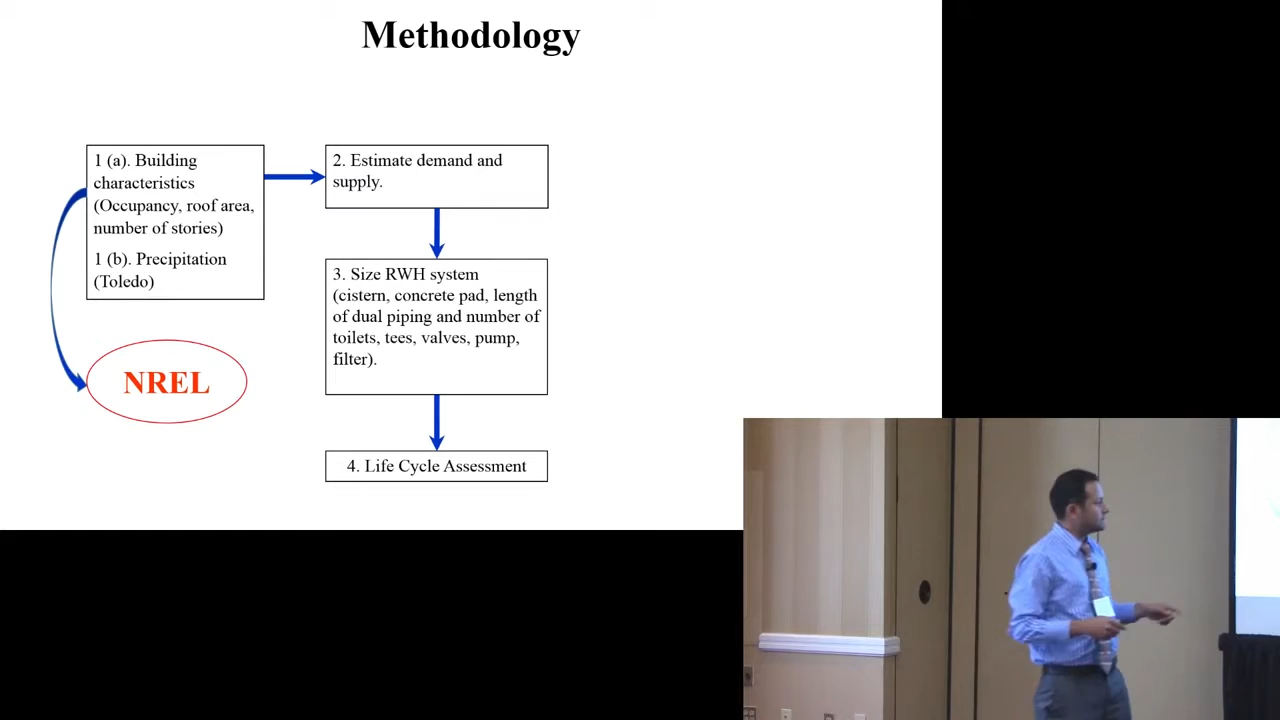 Methodology
1 (a). Building
characteristics
(Occupancy, roof area,
number of stories)
1 (b). Precipitation
(Toledo)
NREL
2. Estimate demand and
supply.
3. Size RWH system
(cistern, concrete pad, length
of dual piping and number of
toilets, tees, valves, pump,
filter).
4. Life Cycle Assessment